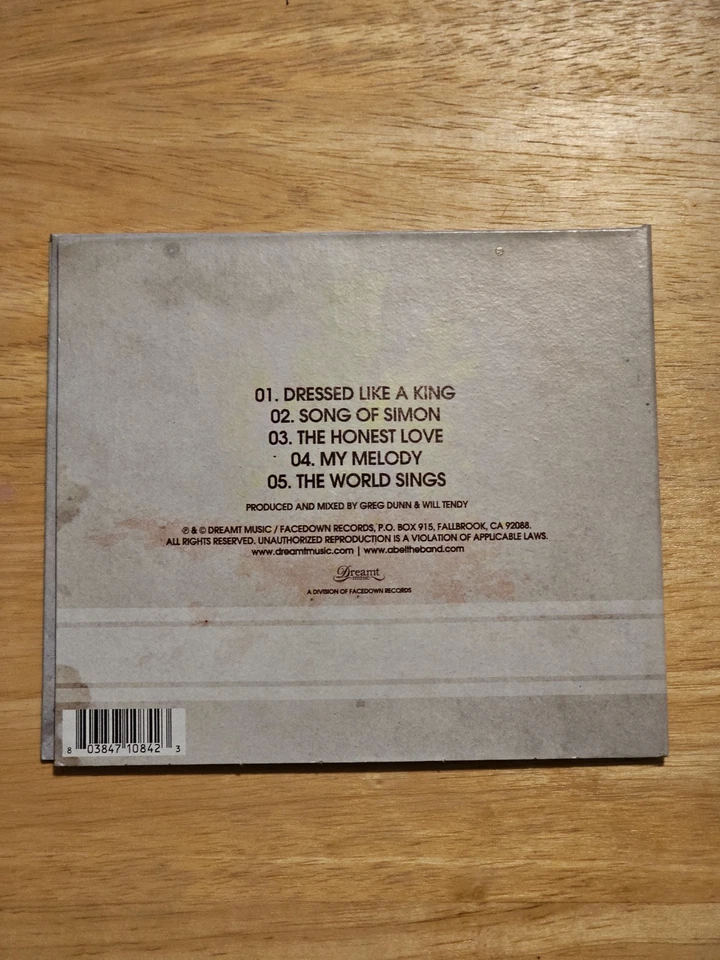 01. DRESSED LIKE A KING
02. SONG OF SIMON
03. THE HONEST LOVE
04. MY MELODY
05. THE WORLD SINGS
PRODUCED AND MIXED BY GREG DUNN & WILL TENDY
℗ & © DREAMT MUSIC / FACEDOWN RECORDS, P.O. BOX 915, FALLBROOK, CA 92088.
ALL RIGHTS RESERVED. UNAUTHORIZED REPRODUCTION IS A VIOLATION OF APPLICABLE LAWS.
www.dreamtmusic.com | www.abeltheband.com
Dreamt
music
A DIVISION OF FACEDOWN RECORDS
8 03847 10842 3